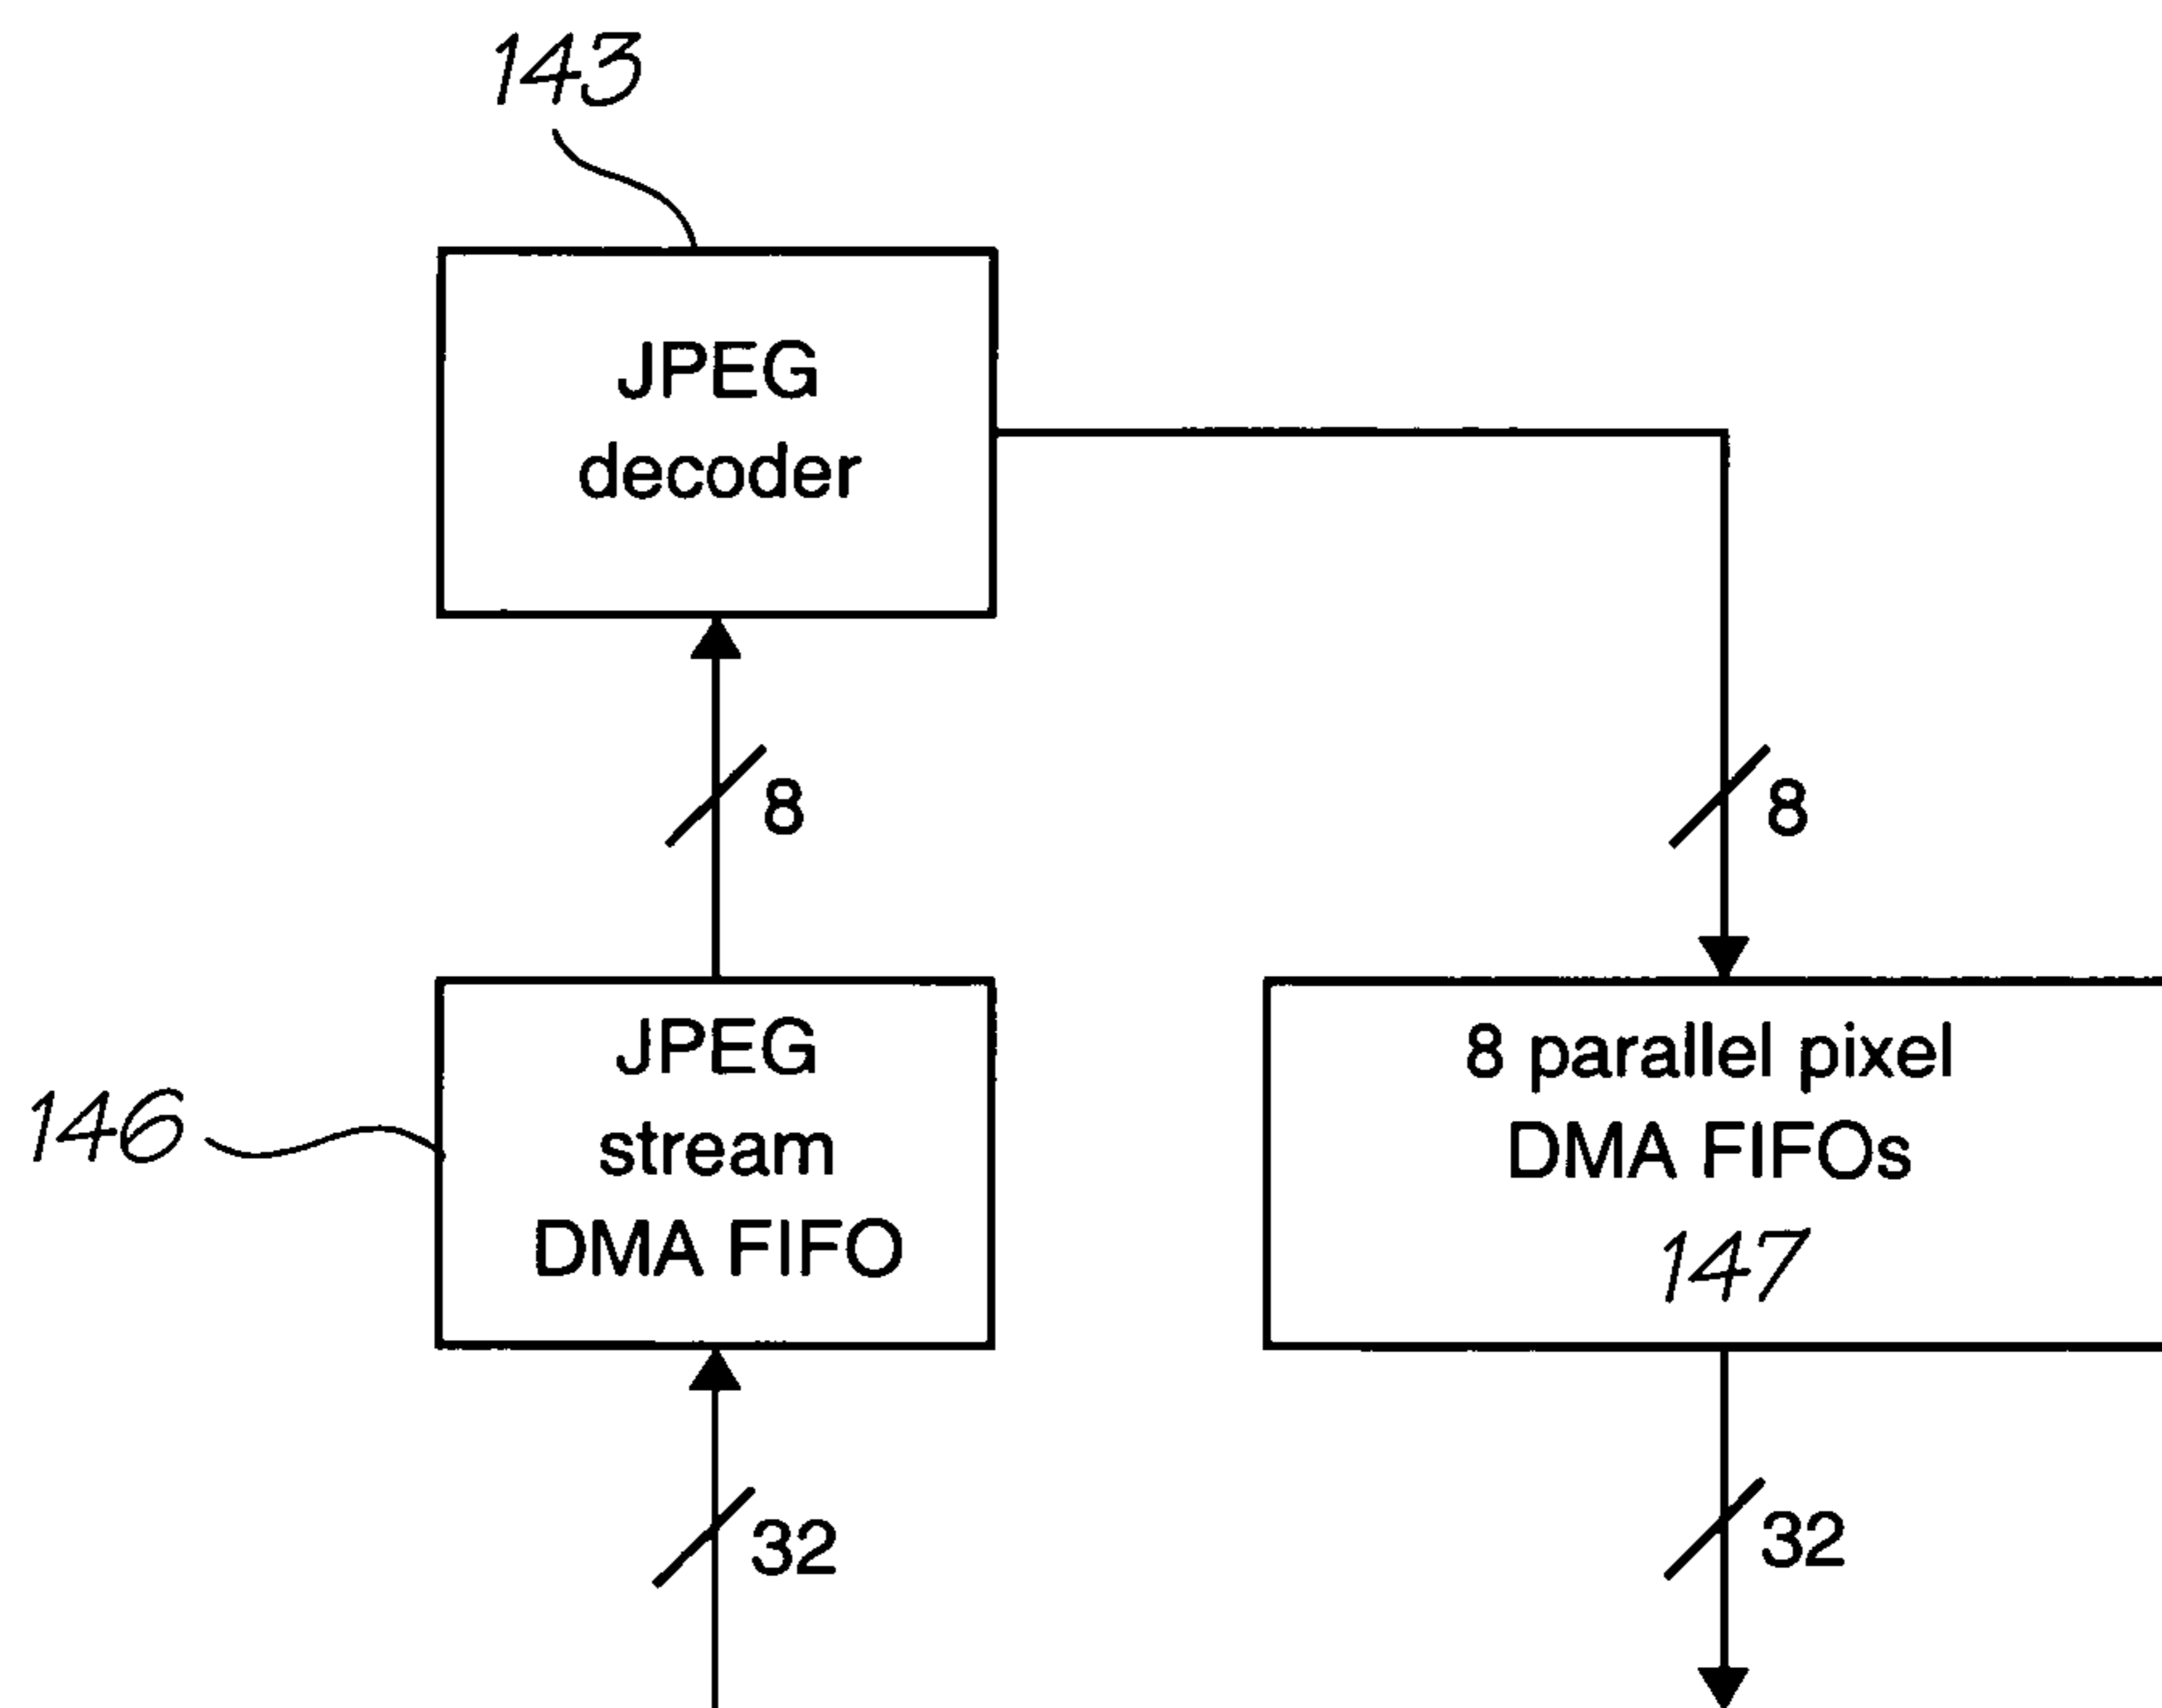 143
JPEG
decoder
8
8
JPEG
stream
DMA FIFO
146
8 parallel pixel
DMA FIFOs
147
32
32